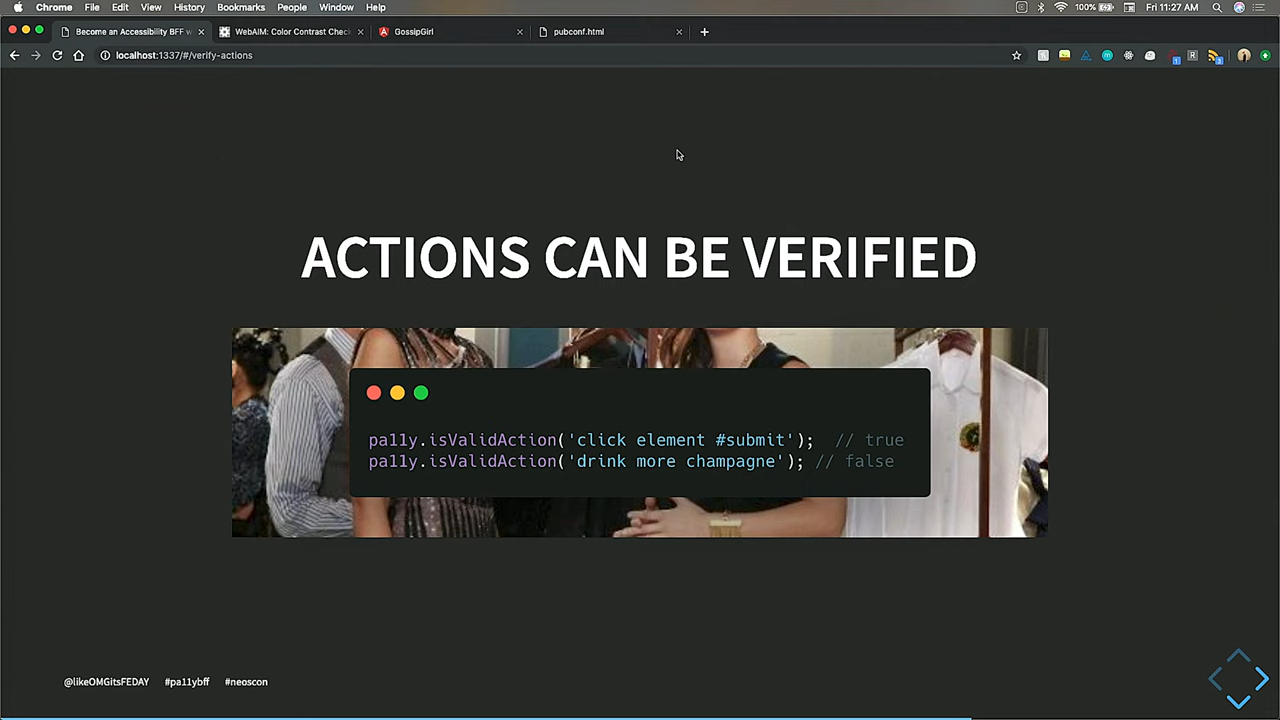 Chrome File Edit View History Bookmarks People Window Help 100% Fri 11:27 AM
Become an Accessibility BFF w WebAIM: Color Contrast Chec GossipGirl pubconf.html
localhost:1337/#/verify-actions
ACTIONS CAN BE VERIFIED
pa11y.isValidAction('click element #submit'); // true
pa11y.isValidAction('drink more champagne'); // false
@likeOMGitsFEDAY #pa11ybff #neoscon